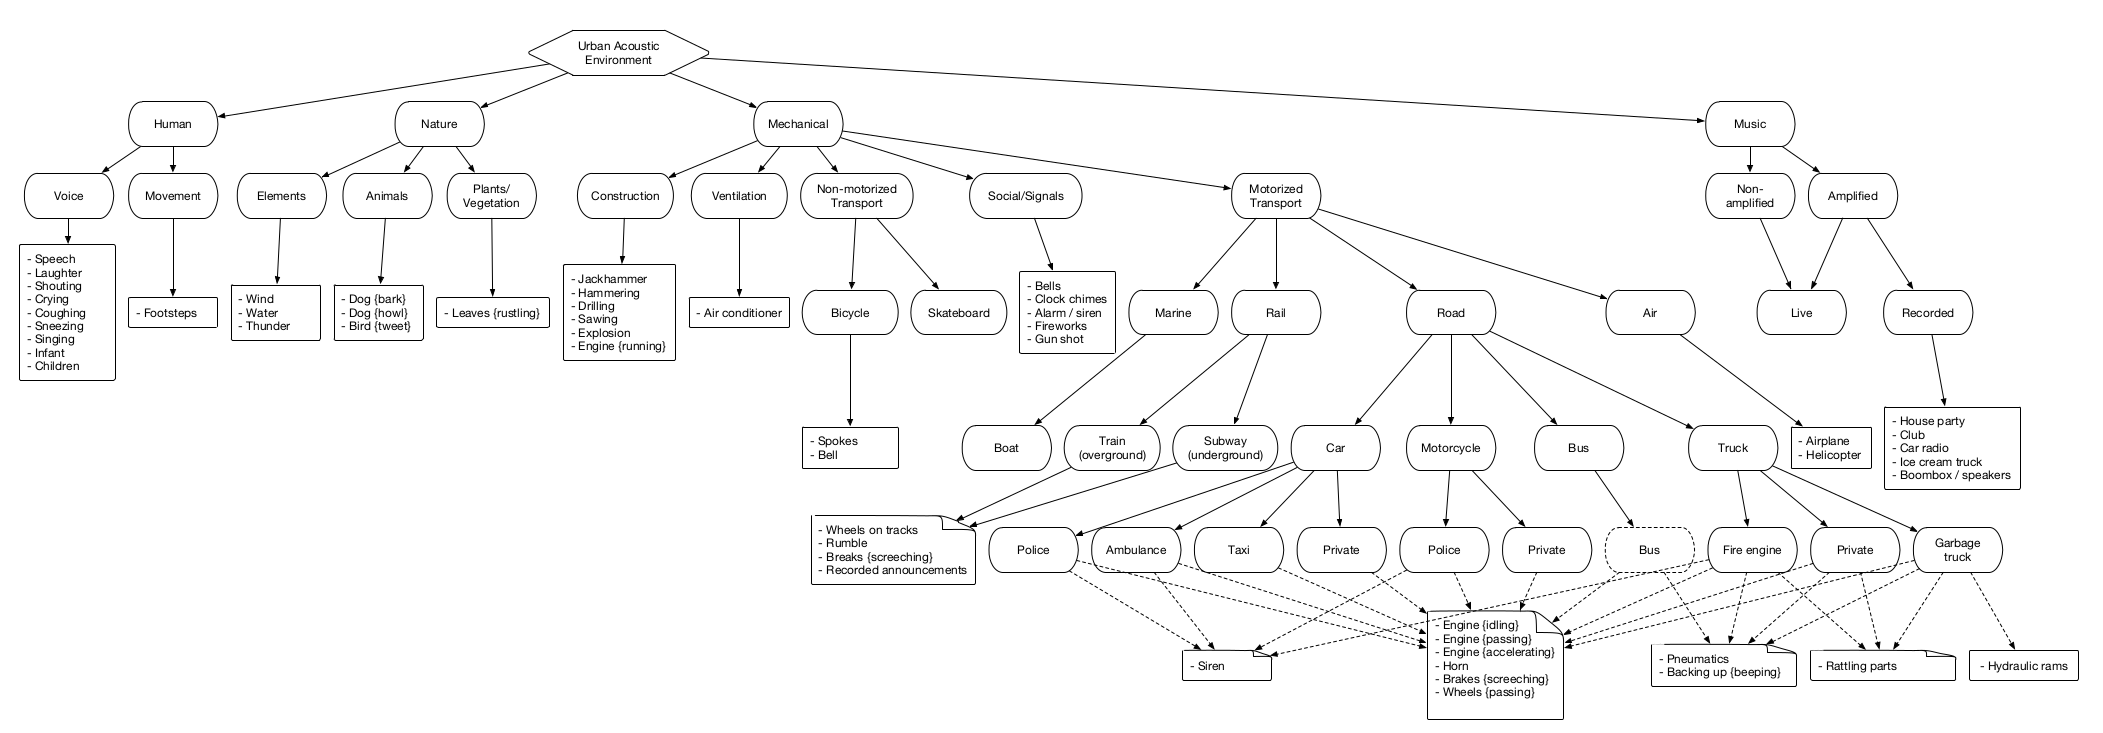 Urban Acoustic
Environment
Human
Nature
Mechanical
Music
Voice
Movement
Elements
Animals
Plants/
Vegetation
Construction
Ventilation
Non-motorized
Transport
Social/Signals
Motorized
Transport
Non-
amplified
Amplified
- Speech
- Laughter
- Shouting
- Crying
- Coughing
- Sneezing
- Singing
- Infant
- Children
- Footsteps
- Wind
- Water
- Thunder
- Dog {bark}
- Dog {howl}
- Bird {tweet}
- Leaves {rustling}
- Jackhammer
- Hammering
- Drilling
- Sawing
- Explosion
- Engine {running}
- Air conditioner
Bicycle
Skateboard
- Bells
- Clock chimes
- Alarm / siren
- Fireworks
- Gun shot
Marine
Rail
Road
Air
Live
Recorded
- Spokes
- Bell
Boat
Train
(overground)
Subway
(underground)
Car
Motorcycle
Bus
Truck
- Airplane
- Helicopter
- House party
- Club
- Car radio
- Ice cream truck
- Boombox / speakers
- Wheels on tracks
- Rumble
- Breaks {screeching}
- Recorded announcements
Police
Ambulance
Taxi
Private
Police
Private
Bus
Fire engine
Private
Garbage
truck
- Siren
- Engine {idling}
- Engine {passing}
- Engine {accelerating}
- Horn
- Brakes {screeching}
- Wheels {passing}
- Pneumatics
- Backing up {beeping}
- Rattling parts
- Hydraulic rams